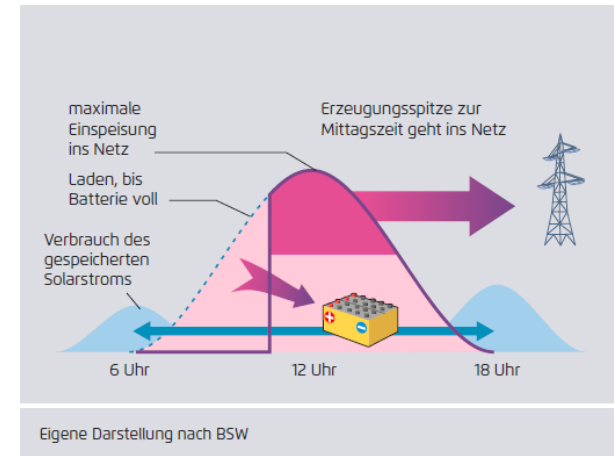 maximale
Einspeisung
ins Netz
Erzeugungsspitze zur
Mittagszeit geht ins Netz
Laden, bis
Batterie voll
Verbrauch des
gespeicherten
Solarstroms
6 Uhr
12 Uhr
18 Uhr
Eigene Darstellung nach BSW